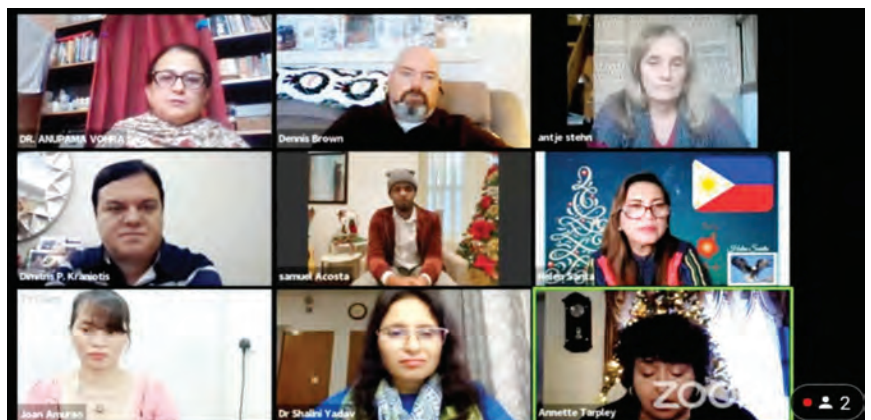 DR. ANUPAMA VOHRA
Dennis Brown
antje stehn
Dimitris P. Kraniotis
samuel Acosta
Helen Sarita
Joan Amuran
Dr Shalini Yadav
Annette Tarpley
2